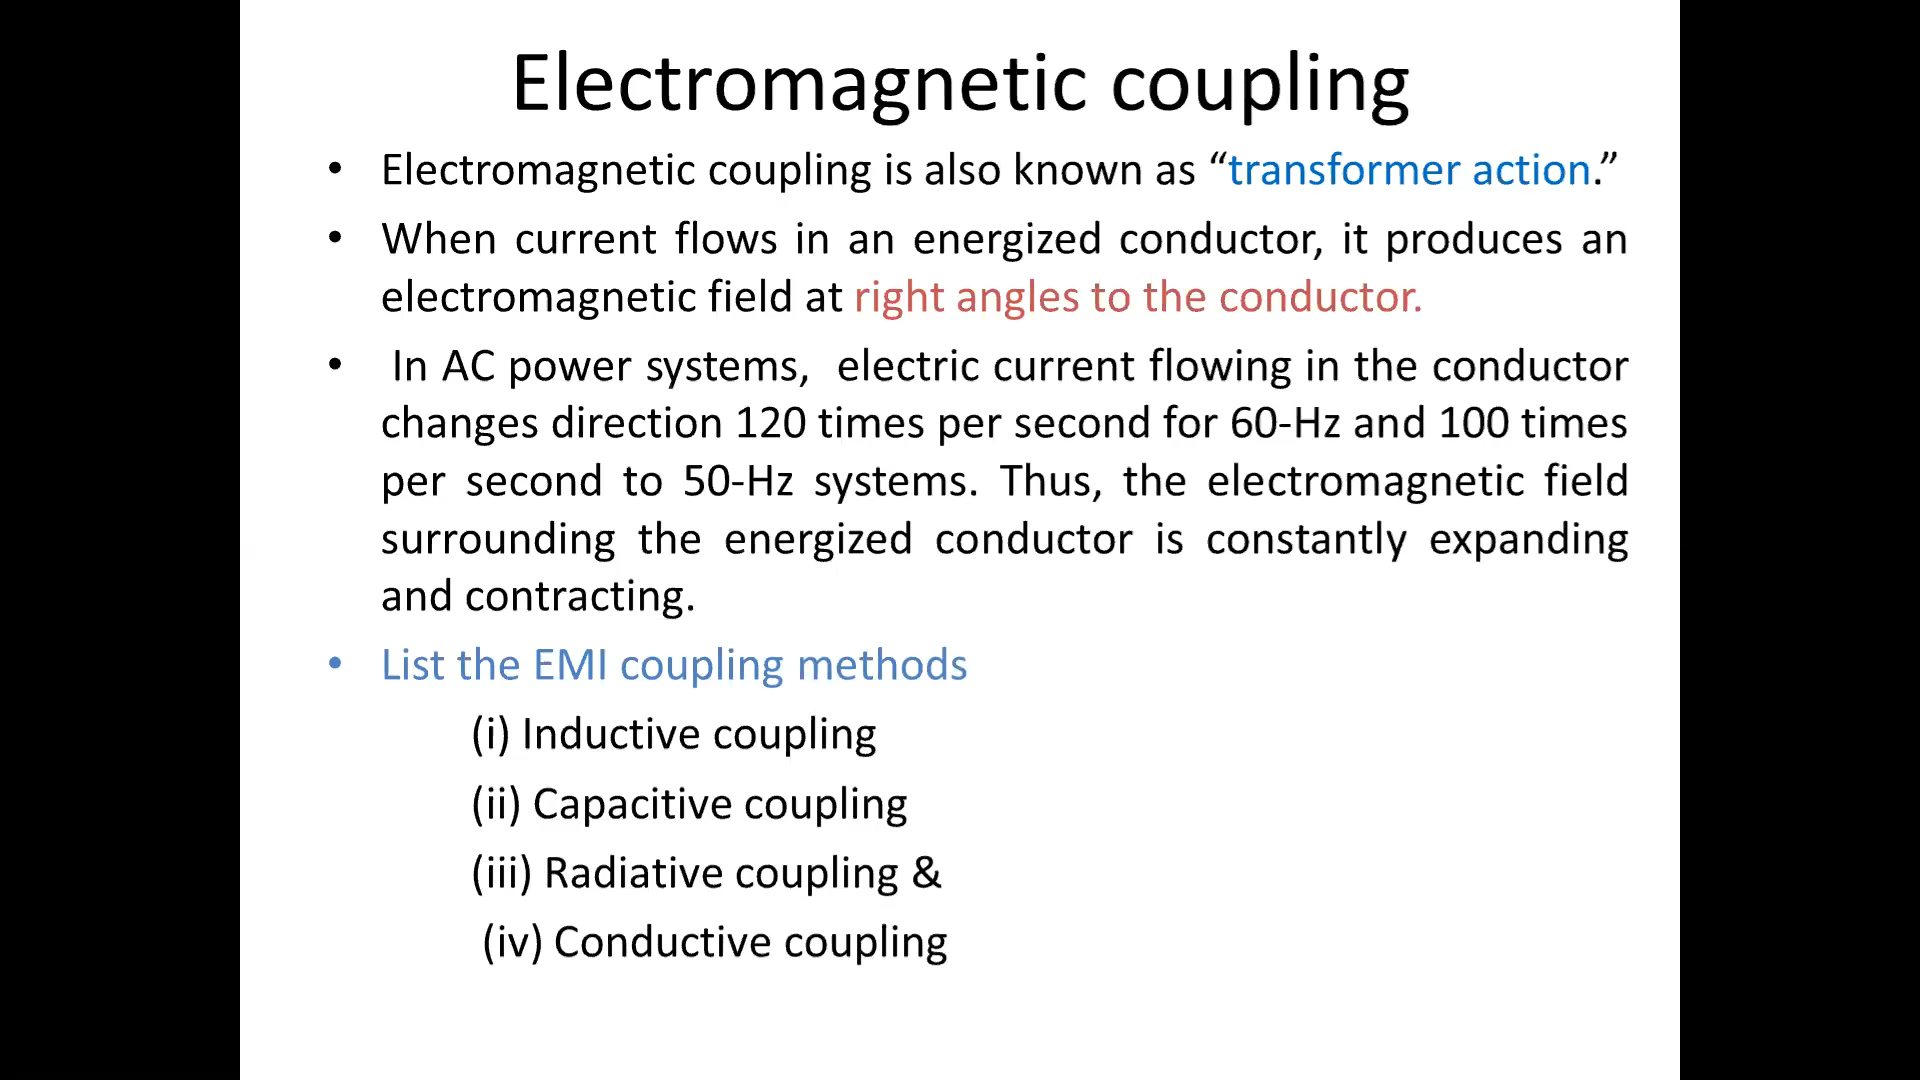 Electromagnetic coupling
• Electromagnetic coupling is also known as “transformer action.”
• When current flows in an energized conductor, it produces an
electromagnetic field at right angles to the conductor.
• In AC power systems, electric current flowing in the conductor
changes direction 120 times per second for 60-Hz and 100 times
per second to 50-Hz systems. Thus, the electromagnetic field
surrounding the energized conductor is constantly expanding
and contracting.
• List the EMI coupling methods
(i) Inductive coupling
(ii) Capacitive coupling
(iii) Radiative coupling &
(iv) Conductive coupling